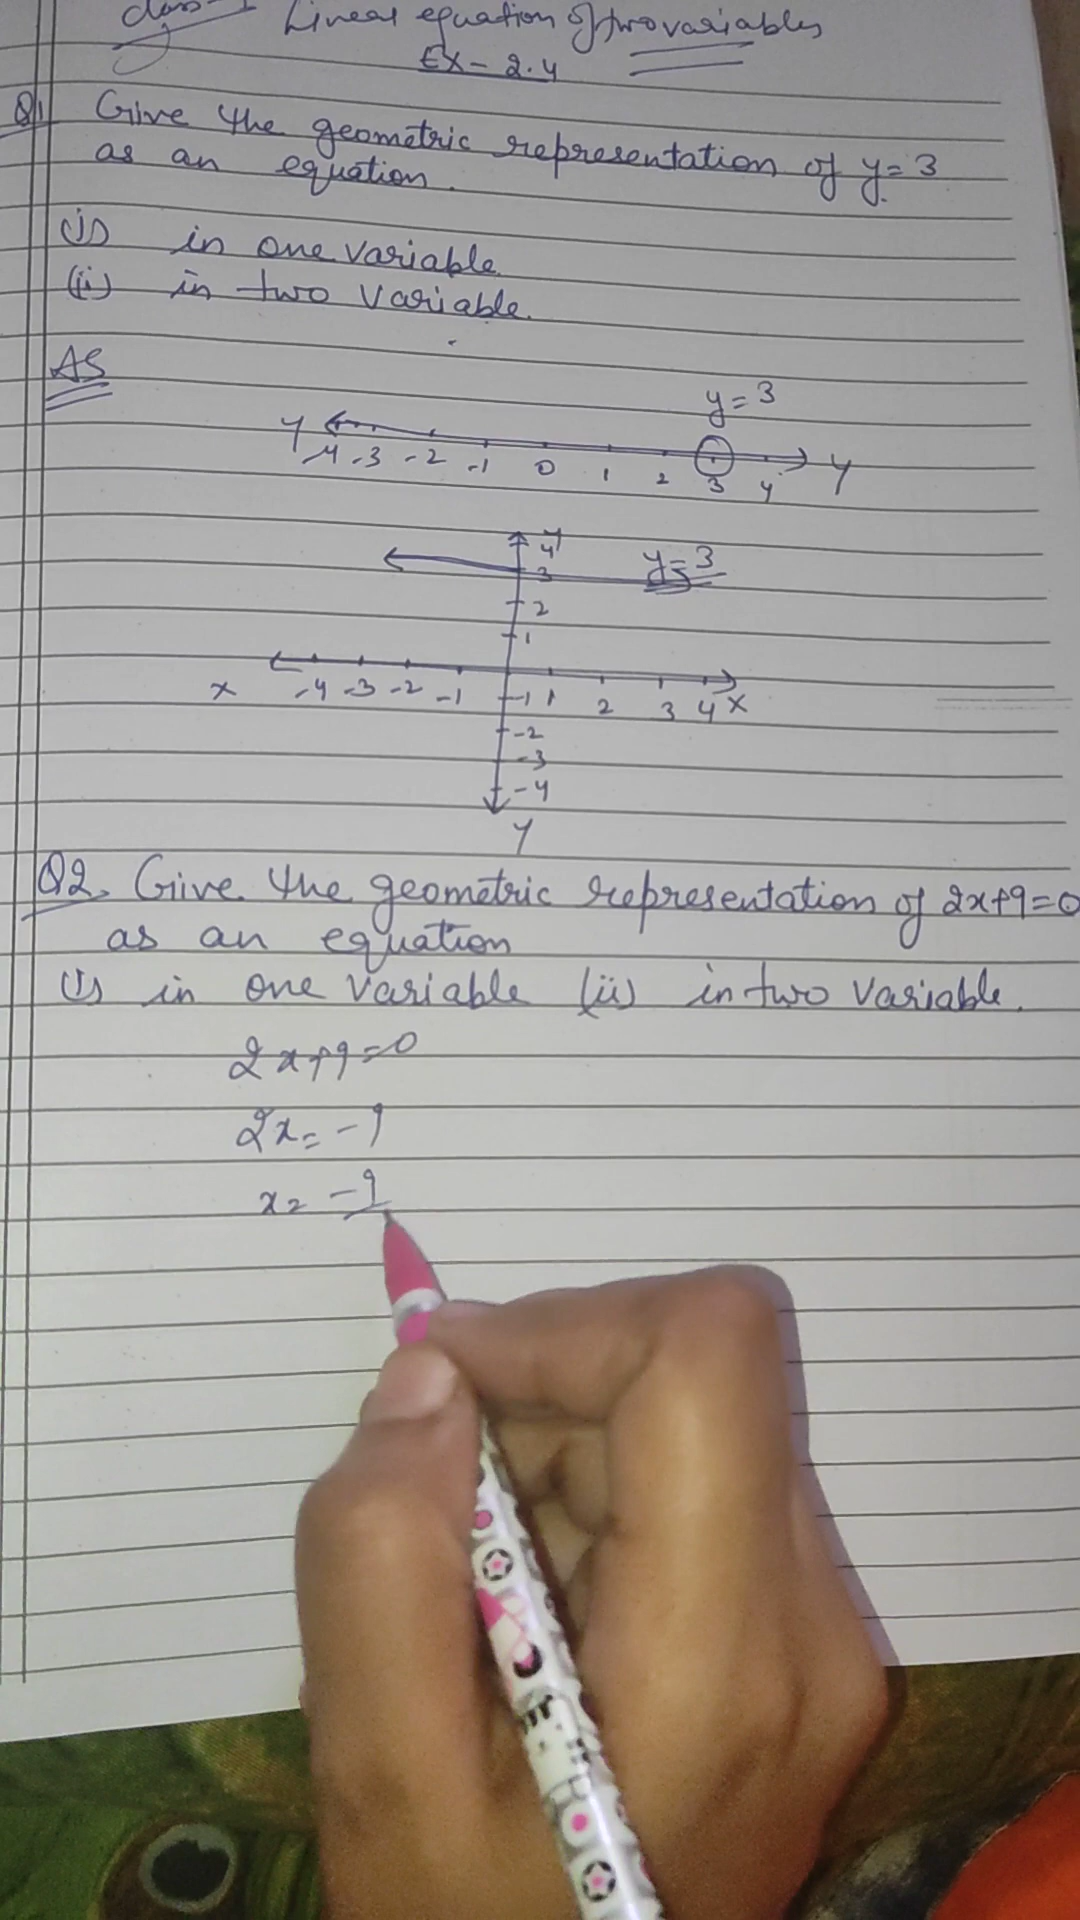 Class-
Linear equation of two variables
EX-2.4
Q1 Give the geometric representation of y=3
as an equation.
(i) in one variable.
(ii) in two variable.
AS
y=3
Y -4 -3 -2 -1 0 1 2 3 4 Y
4 Y
3 y=3
2
1
X -4 -3 -2 -1 -1 1 2 3 4 X
-2
-3
-4
Y
Q2. Give the geometric representation of 2x+9=0
as an equation
(i) in one variable (ii) in two variable.
2x+9=0
2x=-9
x= -9